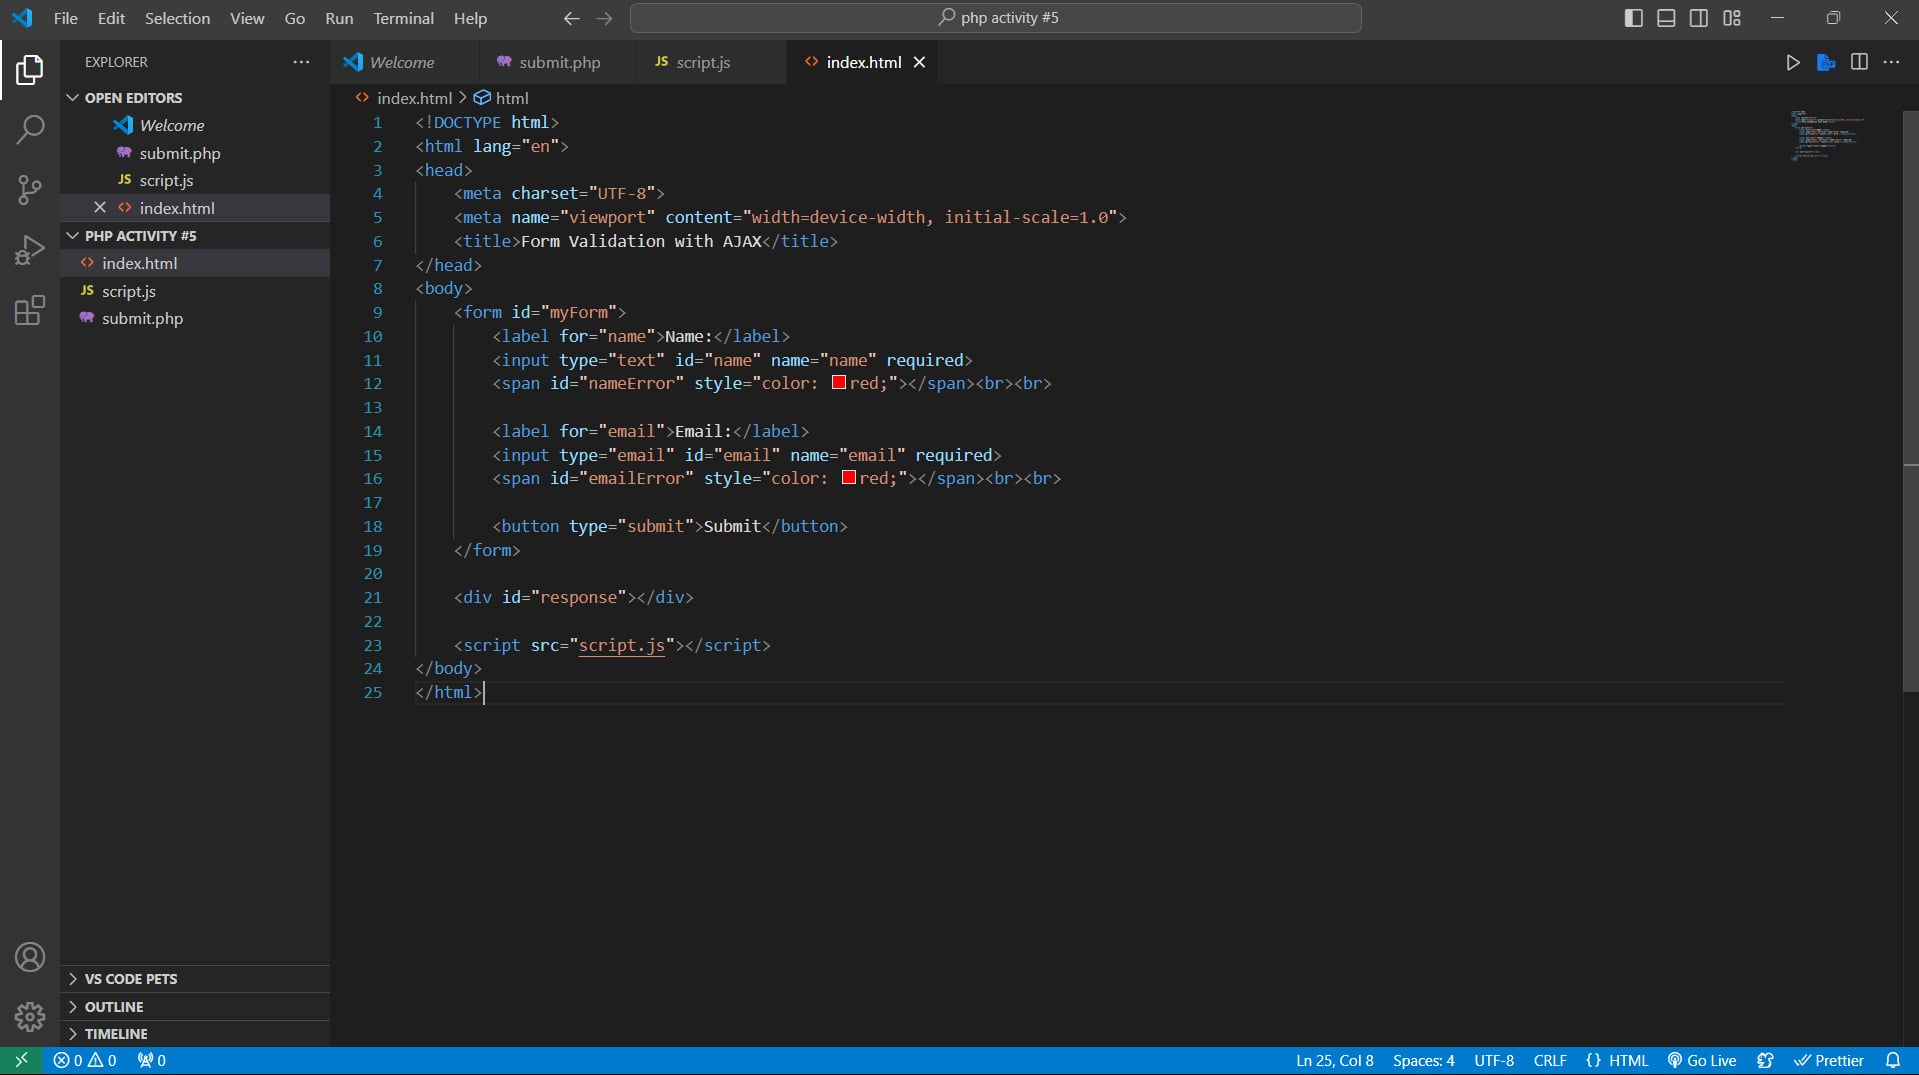 File Edit Selection View Go Run Terminal Help
php activity #5
EXPLORER
OPEN EDITORS
Welcome
submit.php
JS script.js
index.html
PHP ACTIVITY #5
index.html
JS script.js
submit.php
VS CODE PETS
OUTLINE
TIMELINE
Welcome submit.php JS script.js index.html
index.html > html
1 <!DOCTYPE html>
2 <html lang="en">
3 <head>
4 <meta charset="UTF-8">
5 <meta name="viewport" content="width=device-width, initial-scale=1.0">
6 <title>Form Validation with AJAX</title>
7 </head>
8 <body>
9 <form id="myForm">
10 <label for="name">Name:</label>
11 <input type="text" id="name" name="name" required>
12 <span id="nameError" style="color: red;"></span><br><br>
13
14 <label for="email">Email:</label>
15 <input type="email" id="email" name="email" required>
16 <span id="emailError" style="color: red;"></span><br><br>
17
18 <button type="submit">Submit</button>
19 </form>
20
21 <div id="response"></div>
22
23 <script src="script.js"></script>
24 </body>
25 </html>
0 0 0
Ln 25, Col 8 Spaces: 4 UTF-8 CRLF {} HTML Go Live Prettier